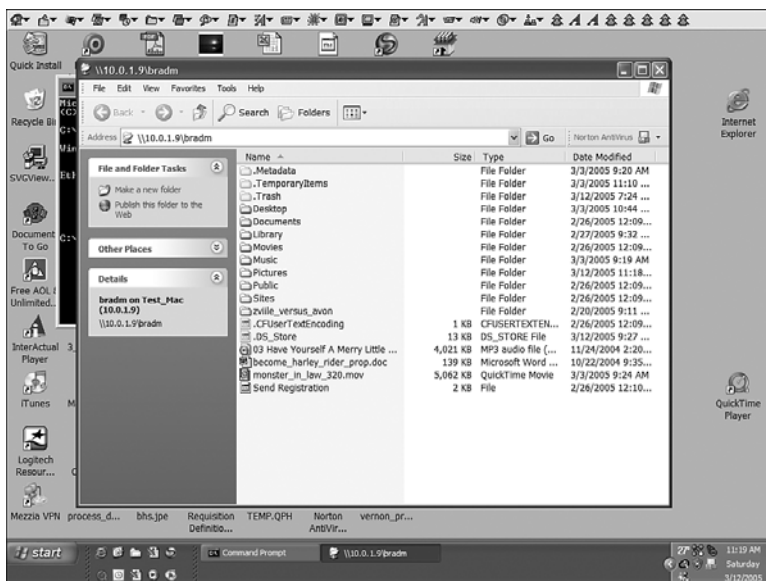 Quick Install
Recycle Bi
SVGView...
Document
To Go
Free AOL
Unlimited...
InterActual
Player
iTunes
Logitech
Resour...
Mezzia VPN
process_d...
bhs.jpe
Requisition
Definitio...
TEMP.QPH
Norton
AntiVir...
vernon_pr...
\\10.0.1.9\bradm
File Edit View Favorites Tools Help
Back Search Folders
Address \\10.0.1.9\bradm Go Norton AntiVirus
File and Folder Tasks
Make a new folder
Publish this folder to the
Web
Other Places
Details
bradm on Test_Mac
(10.0.1.9)
\\10.0.1.9\bradm
Name Size Type Date Modified
.Metadata File Folder 3/3/2005 9:20 AM
.TemporaryItems File Folder 3/3/2005 11:10 ...
.Trash File Folder 3/12/2005 7:24 ...
Desktop File Folder 3/3/2005 10:44 ...
Documents File Folder 2/26/2005 12:09...
Library File Folder 2/27/2005 9:32 ...
Movies File Folder 2/26/2005 12:09...
Music File Folder 3/3/2005 9:19 AM
Pictures File Folder 3/12/2005 11:18...
Public File Folder 2/26/2005 12:09...
Sites File Folder 2/26/2005 12:09...
zviile_versus_avon File Folder 2/20/2005 9:11 ...
.CFUserTextEncoding 1 KB CFUSERTEXTEN... 2/26/2005 12:09...
.DS_Store 13 KB DS_STORE File 3/12/2005 9:27 ...
03 Have Yourself A Merry Little ... 4,021 KB MP3 audio file (... 11/24/2004 2:20...
become_harley_rider_prop.doc 139 KB Microsoft Word ... 10/22/2004 9:35...
monster_in_law_320.mov 5,062 KB QuickTime Movie 3/3/2005 9:24 AM
Send Registration 2 KB File 2/26/2005 12:10...
Internet
Explorer
QuickTime
Player
start Command Prompt \\10.0.1.9\bradm
27° 11:19 AM
Saturday
3/12/2005